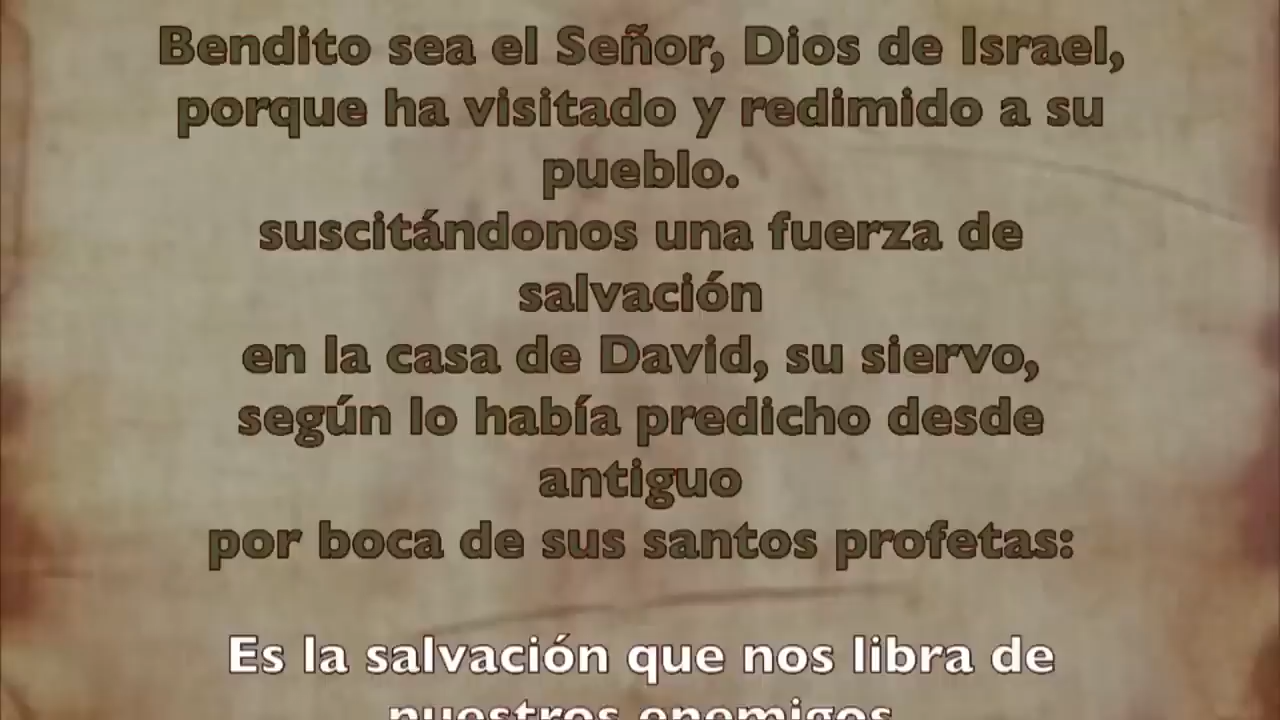 Bendito sea el Señor, Dios de Israel,
porque ha visitado y redimido a su
pueblo.
suscitándonos una fuerza de
salvación
en la casa de David, su siervo,
según lo había predicho desde
antiguo
por boca de sus santos profetas:
Es la salvación que nos libra de
nuestros enemigos